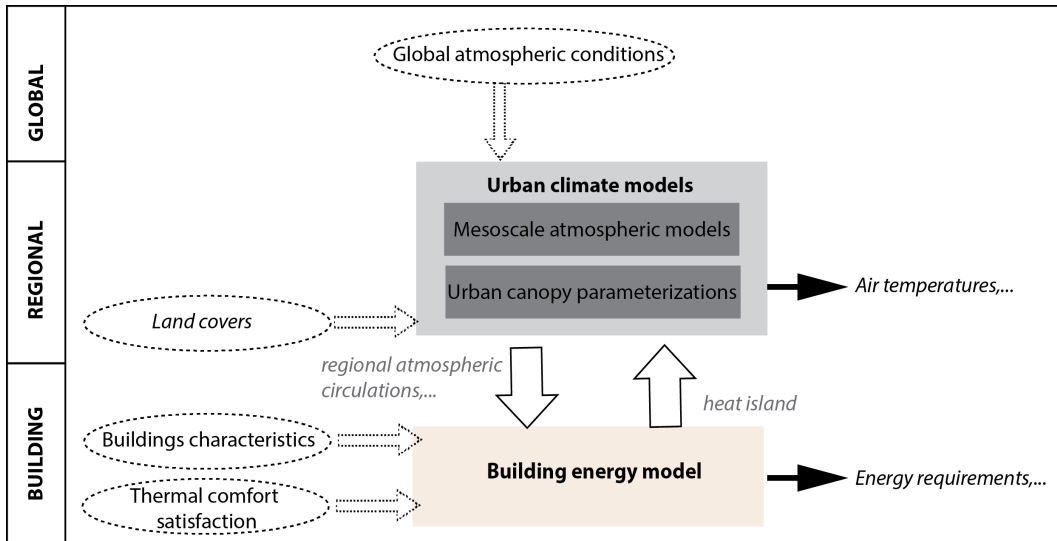 GLOBAL
Global atmospheric conditions
REGIONAL
Urban climate models
Mesoscale atmospheric models
Urban canopy parameterizations
Air temperatures,...
Land covers
regional atmospheric
circulations,...
heat island
BUILDING
Buildings characteristics
Building energy model
Energy requirements,...
Thermal comfort
satisfaction